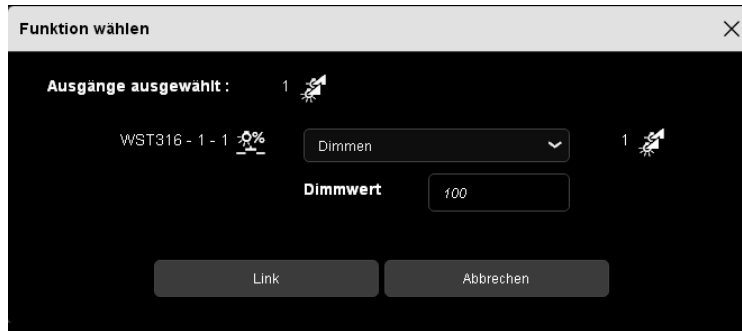 Funktion wählen
Ausgänge ausgewählt : 1
WST316 - 1 - 1 % Dimmen 1
Dimmwert 100
Link Abbrechen